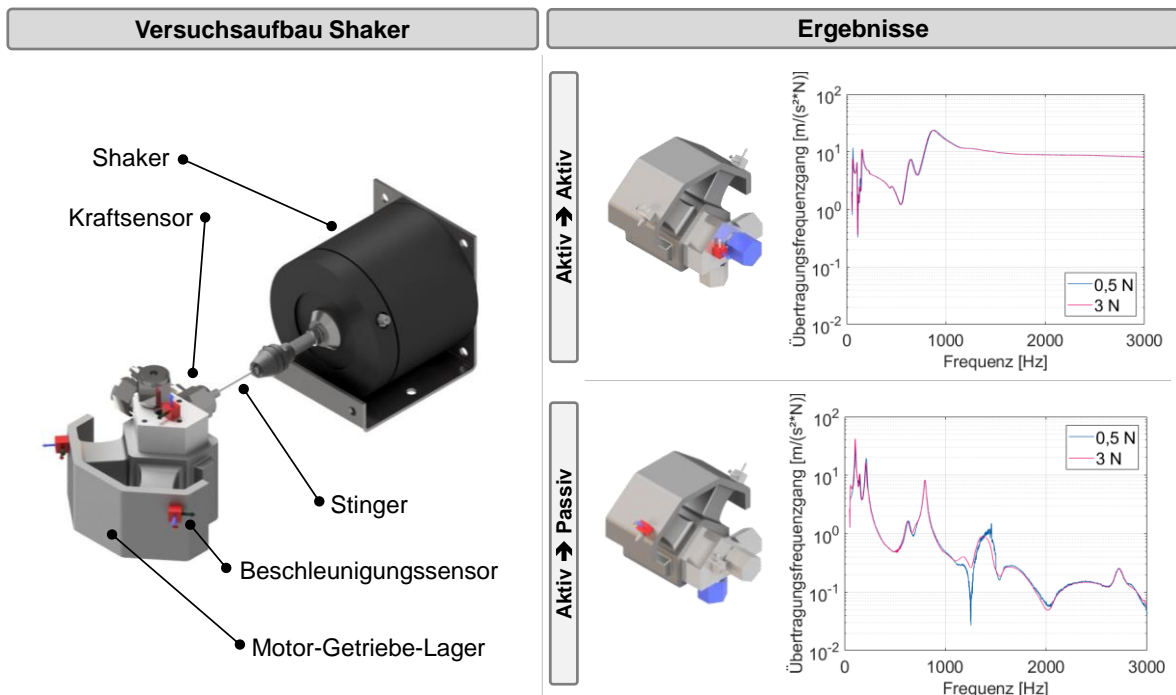 Versuchsaufbau Shaker
Shaker
Kraftsensor
Stinger
Beschleunigungssensor
Motor-Getriebe-Lager
Ergebnisse
Aktiv ➔ Aktiv
Übertragungsfrequenzgang [m/(s²*N)]
10²
10¹
10⁰
10⁻¹
10⁻²
0,5 N
3 N
0 1000 2000 3000
Frequenz [Hz]
Aktiv ➔ Passiv
Übertragungsfrequenzgang [m/(s²*N)]
10²
10¹
10⁰
10⁻¹
10⁻²
0,5 N
3 N
0 1000 2000 3000
Frequenz [Hz]